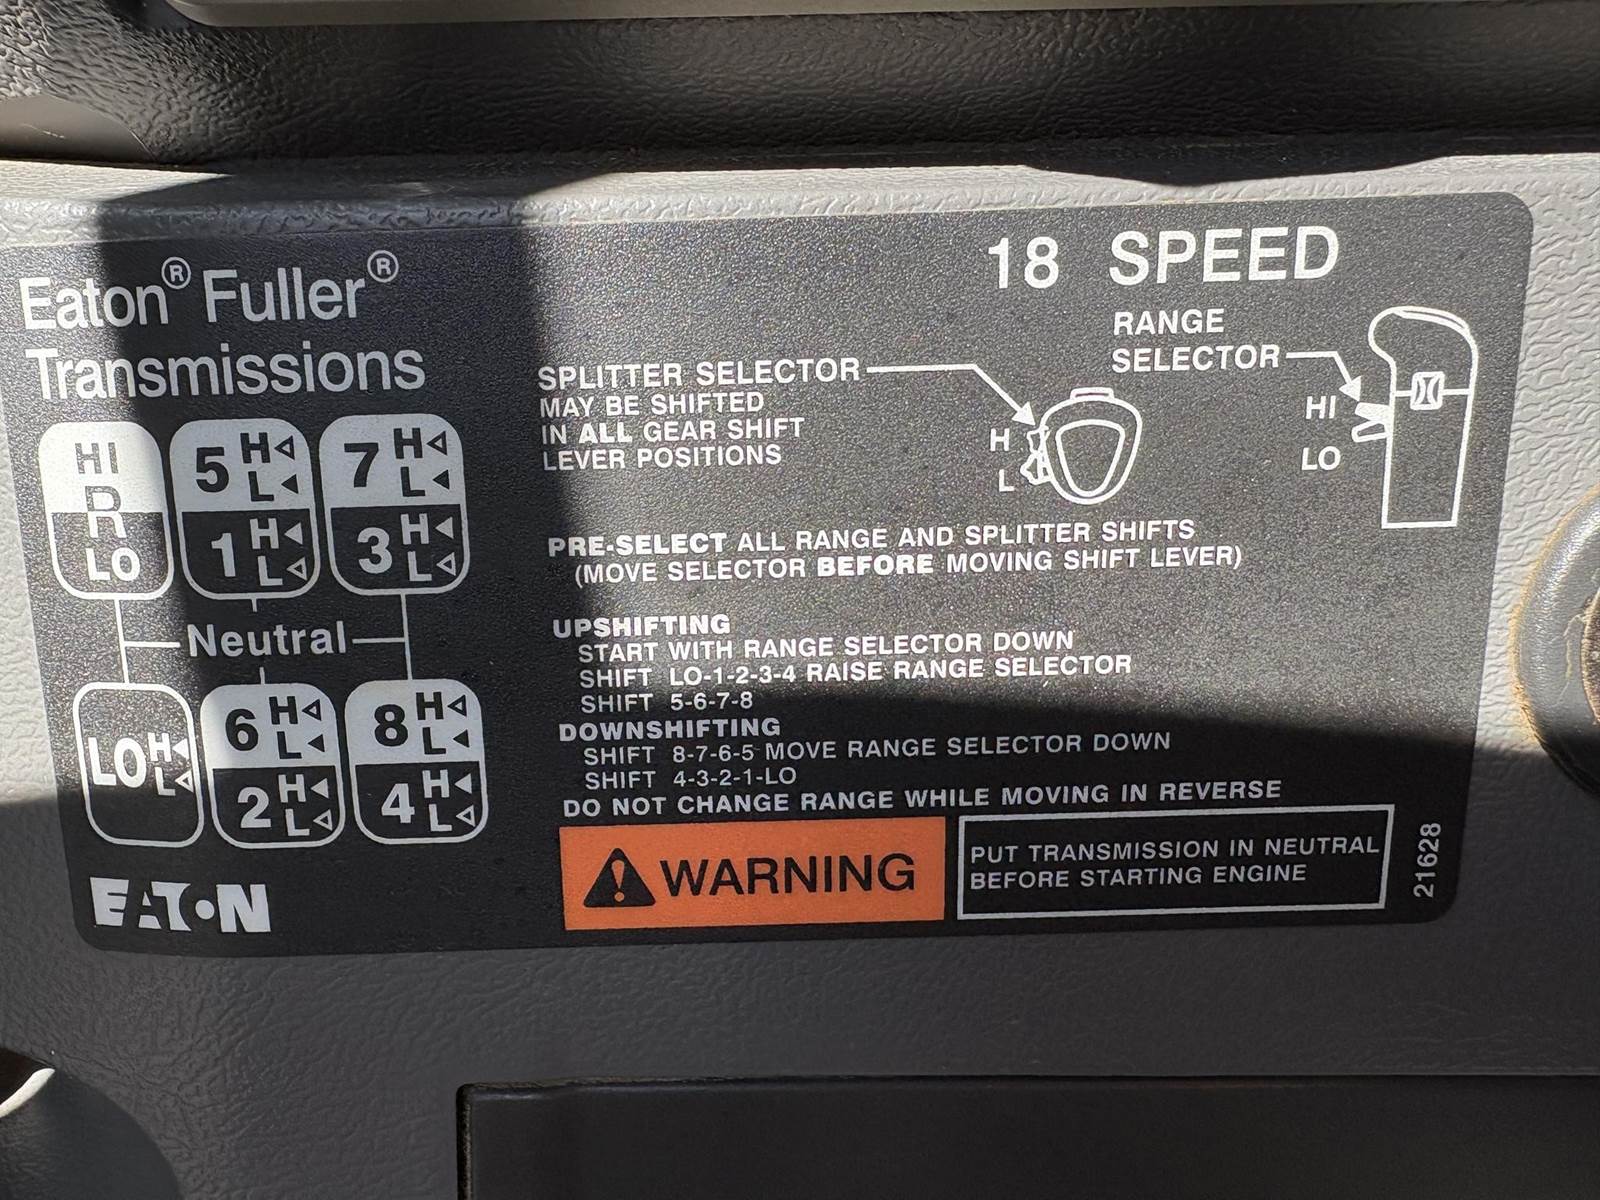 Eaton® Fuller®
Transmissions
HI
R
LO
5 H L
1 H L
7 H L
3 H L
Neutral
LO H L
6 H L
2 H L
8 H L
4 H L
EATON
18 SPEED
RANGE
SELECTOR
HI
LO
SPLITTER SELECTOR
MAY BE SHIFTED
IN ALL GEAR SHIFT
LEVER POSITIONS
H
L
PRE-SELECT ALL RANGE AND SPLITTER SHIFTS
(MOVE SELECTOR BEFORE MOVING SHIFT LEVER)
UPSHIFTING
START WITH RANGE SELECTOR DOWN
SHIFT LO-1-2-3-4 RAISE RANGE SELECTOR
SHIFT 5-6-7-8
DOWNSHIFTING
SHIFT 8-7-6-5 MOVE RANGE SELECTOR DOWN
SHIFT 4-3-2-1-LO
DO NOT CHANGE RANGE WHILE MOVING IN REVERSE
WARNING
PUT TRANSMISSION IN NEUTRAL
BEFORE STARTING ENGINE
21628